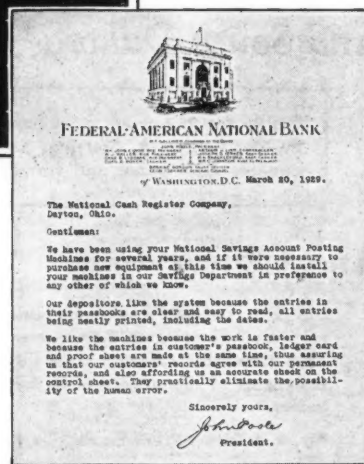 FEDERAL-AMERICAN NATIONAL BANK
JOHN POOLE, PRESIDENT
of WASHINGTON, D.C. March 20, 1929.
The National Cash Register Company,
Dayton, Ohio.
Gentlemen:
We have been using your National Savings Account Posting
Machines for several years, and if it were necessary to
purchase new equipment at this time we should install
your machines in our Savings Department in preference to
any other of which we know.
Our depositors like the system because the entries in
their passbooks are clear and easy to read, all entries
being neatly printed, including the dates.
We like the machines because the work is faster and
because the entries in customer's passbook, ledger card
and proof sheet are made at the same time, thus assuring
us that our customers' records agree with our permanent
records, and also affording us an accurate check on the
control sheet. They practically eliminate the possibil-
ity of the human error.
Sincerely yours,
John Poole
President.